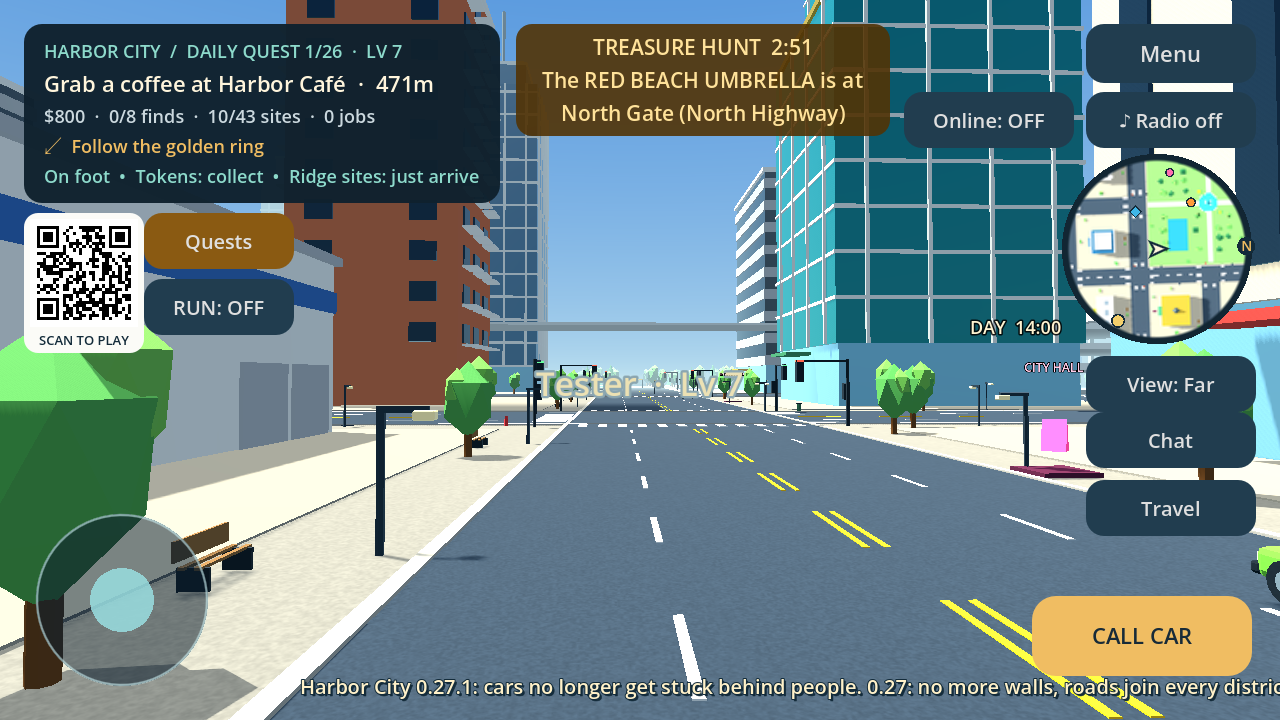 HARBOR CITY / DAILY QUEST 1/26 · LV 7
Grab a coffee at Harbor Café · 471m
$800 · 0/8 finds · 10/43 sites · 0 jobs
↙ Follow the golden ring
On foot • Tokens: collect • Ridge sites: just arrive
TREASURE HUNT 2:51
The RED BEACH UMBRELLA is at
North Gate (North Highway)
Menu
Online: OFF
♪ Radio off
Quests
RUN: OFF
SCAN TO PLAY
N
DAY 14:00
CITY HALL
Tester · Lv 7
View: Far
Chat
Travel
CALL CAR
Harbor City 0.27.1: cars no longer get stuck behind people. 0.27: no more walls, roads join every distric